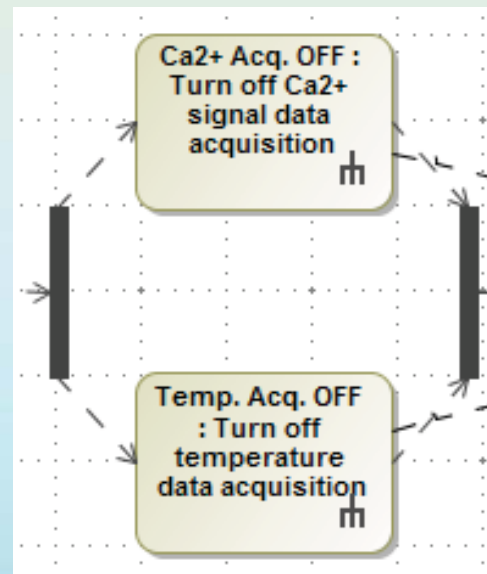 Ca2+ Acq. OFF :
Turn off Ca2+
signal data
acquisition
Temp. Acq. OFF
: Turn off
temperature
data acquisition